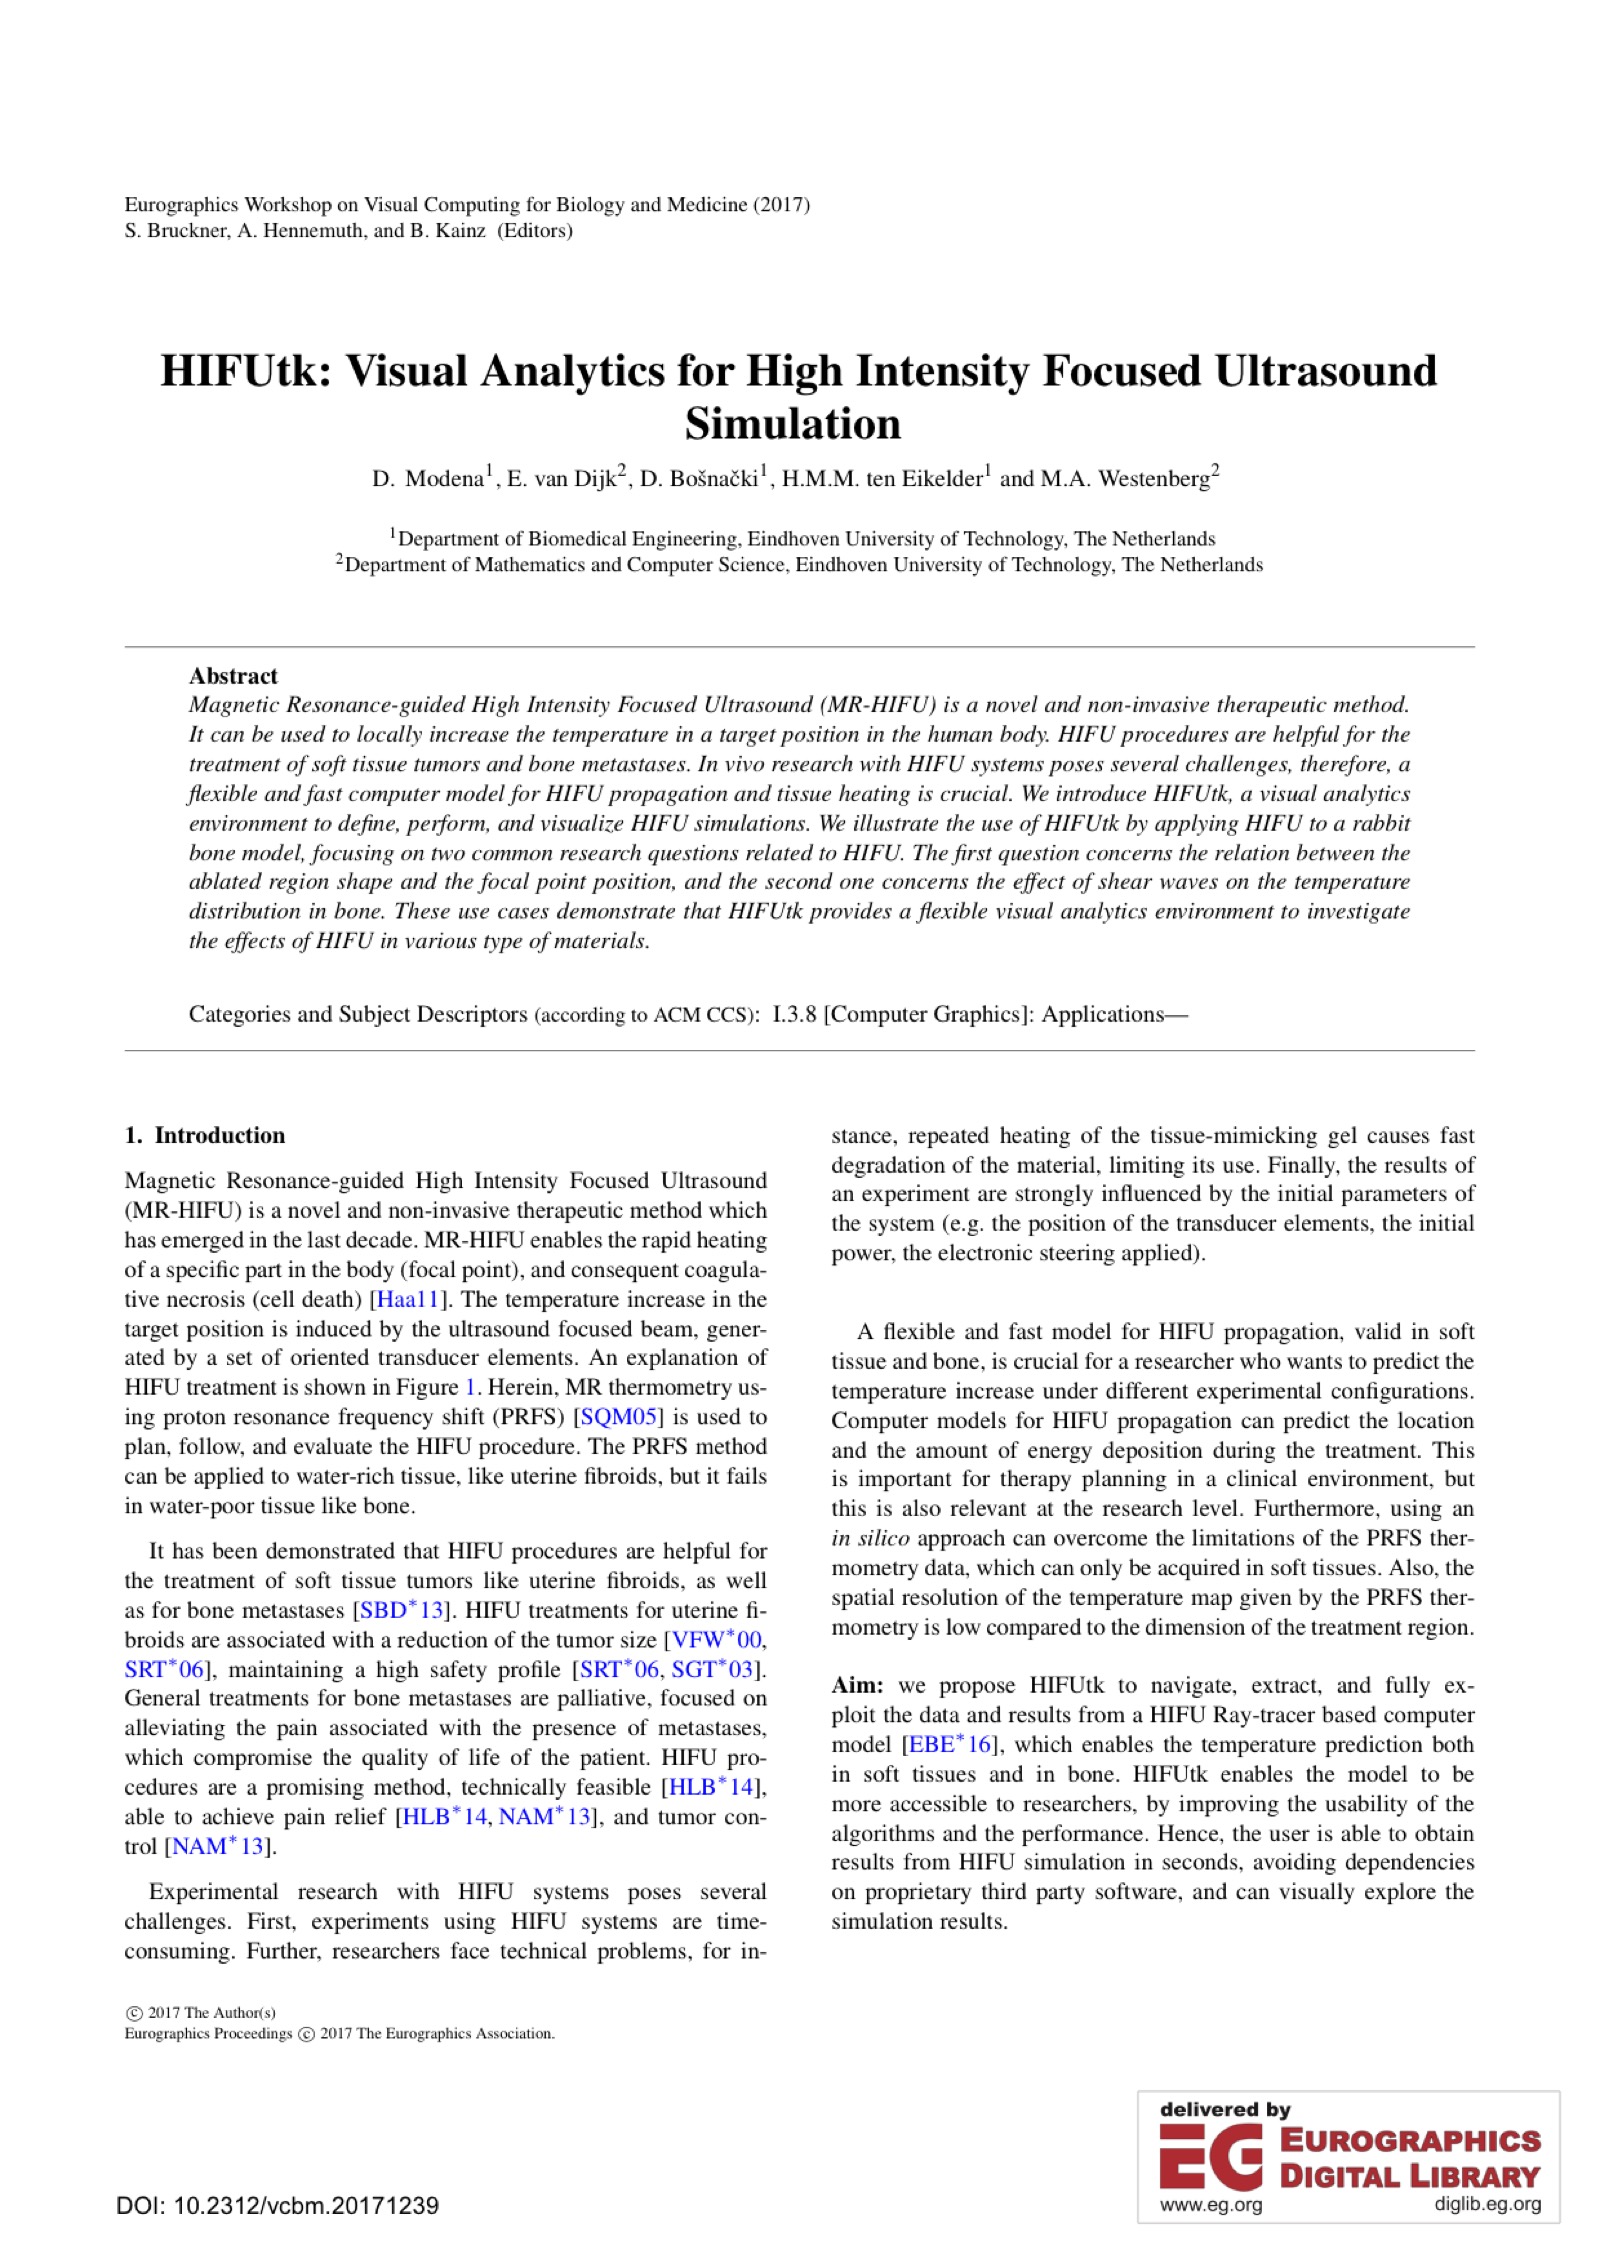 Eurographics Workshop on Visual Computing for Biology and Medicine (2017)
S. Bruckner, A. Hennemuth, and B. Kainz (Editors)
HIFUtk: Visual Analytics for High Intensity Focused Ultrasound
Simulation
D. Modena1, E. van Dijk2, D. Bošnački1, H.M.M. ten Eikelder1 and M.A. Westenberg2
1Department of Biomedical Engineering, Eindhoven University of Technology, The Netherlands
2Department of Mathematics and Computer Science, Eindhoven University of Technology, The Netherlands
Abstract
Magnetic Resonance-guided High Intensity Focused Ultrasound (MR-HIFU) is a novel and non-invasive therapeutic method.
It can be used to locally increase the temperature in a target position in the human body. HIFU procedures are helpful for the
treatment of soft tissue tumors and bone metastases. In vivo research with HIFU systems poses several challenges, therefore, a
flexible and fast computer model for HIFU propagation and tissue heating is crucial. We introduce HIFUtk, a visual analytics
environment to define, perform, and visualize HIFU simulations. We illustrate the use of HIFUtk by applying HIFU to a rabbit
bone model, focusing on two common research questions related to HIFU. The first question concerns the relation between the
ablated region shape and the focal point position, and the second one concerns the effect of shear waves on the temperature
distribution in bone. These use cases demonstrate that HIFUtk provides a flexible visual analytics environment to investigate
the effects of HIFU in various type of materials.
Categories and Subject Descriptors (according to ACM CCS): I.3.8 [Computer Graphics]: Applications—
1. Introduction
Magnetic Resonance-guided High Intensity Focused Ultrasound
(MR-HIFU) is a novel and non-invasive therapeutic method which
has emerged in the last decade. MR-HIFU enables the rapid heating
of a specific part in the body (focal point), and consequent coagula-
tive necrosis (cell death) [Haa11]. The temperature increase in the
target position is induced by the ultrasound focused beam, gener-
ated by a set of oriented transducer elements. An explanation of
HIFU treatment is shown in Figure 1. Herein, MR thermometry us-
ing proton resonance frequency shift (PRFS) [SQM05] is used to
plan, follow, and evaluate the HIFU procedure. The PRFS method
can be applied to water-rich tissue, like uterine fibroids, but it fails
in water-poor tissue like bone.
It has been demonstrated that HIFU procedures are helpful for
the treatment of soft tissue tumors like uterine fibroids, as well
as for bone metastases [SBD*13]. HIFU treatments for uterine fi-
broids are associated with a reduction of the tumor size [VFW*00,
SRT*06], maintaining a high safety profile [SRT*06, SGT*03].
General treatments for bone metastases are palliative, focused on
alleviating the pain associated with the presence of metastases,
which compromise the quality of life of the patient. HIFU pro-
cedures are a promising method, technically feasible [HLB*14],
able to achieve pain relief [HLB*14, NAM*13], and tumor con-
trol [NAM*13].
Experimental research with HIFU systems poses several
challenges. First, experiments using HIFU systems are time-
consuming. Further, researchers face technical problems, for in-
stance, repeated heating of the tissue-mimicking gel causes fast
degradation of the material, limiting its use. Finally, the results of
an experiment are strongly influenced by the initial parameters of
the system (e.g. the position of the transducer elements, the initial
power, the electronic steering applied).
A flexible and fast model for HIFU propagation, valid in soft
tissue and bone, is crucial for a researcher who wants to predict the
temperature increase under different experimental configurations.
Computer models for HIFU propagation can predict the location
and the amount of energy deposition during the treatment. This
is important for therapy planning in a clinical environment, but
this is also relevant at the research level. Furthermore, using an
in silico approach can overcome the limitations of the PRFS ther-
mometry data, which can only be acquired in soft tissues. Also, the
spatial resolution of the temperature map given by the PRFS ther-
mometry is low compared to the dimension of the treatment region.
Aim: we propose HIFUtk to navigate, extract, and fully ex-
ploit the data and results from a HIFU Ray-tracer based computer
model [EBE*16], which enables the temperature prediction both
in soft tissues and in bone. HIFUtk enables the model to be
more accessible to researchers, by improving the usability of the
algorithms and the performance. Hence, the user is able to obtain
results from HIFU simulation in seconds, avoiding dependencies
on proprietary third party software, and can visually explore the
simulation results.
© 2017 The Author(s)
Eurographics Proceedings © 2017 The Eurographics Association.
DOI: 10.2312/vcbm.20171239
delivered by
EG EUROGRAPHICS
DIGITAL LIBRARY
www.eg.org diglib.eg.org